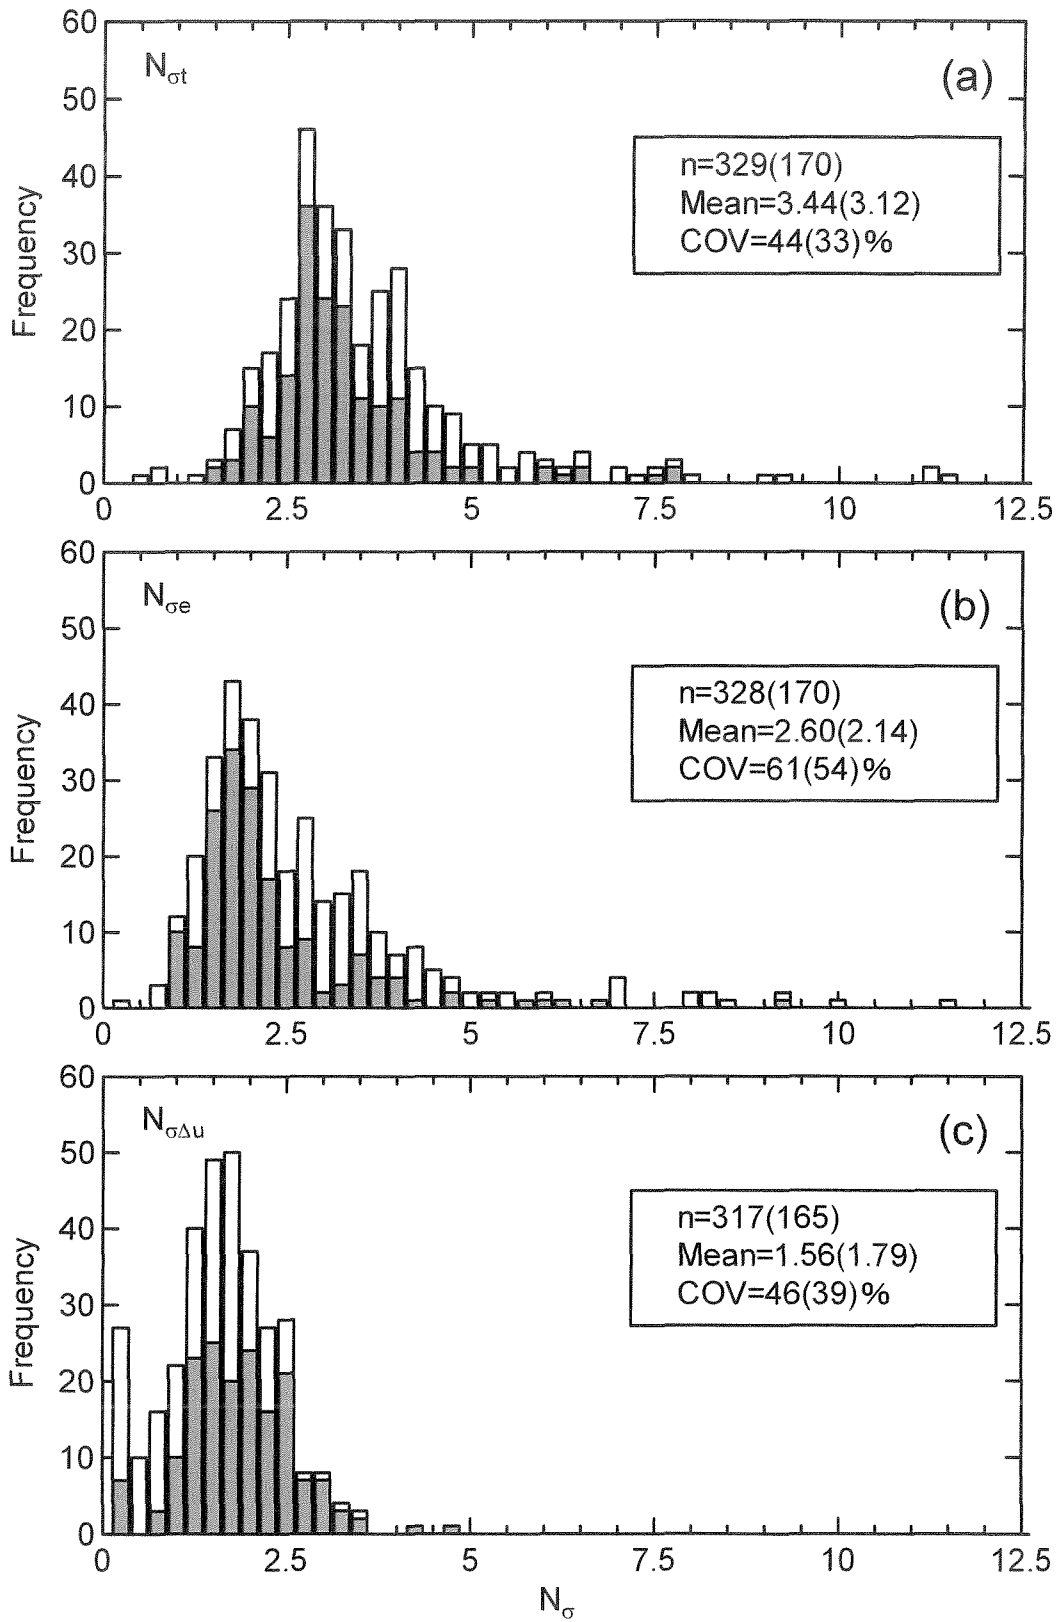 60
N σt
(a)
50
n=329(170)
40
Mean=3.44(3.12)
COV=44(33)%
30
Frequency
20
10
0
0 2.5 5 7.5 10 12.5
60
N σe
(b)
50
n=328(170)
40
Mean=2.60(2.14)
COV=61(54)%
30
Frequency
20
10
0
0 2.5 5 7.5 10 12.5
60
N σΔu
(c)
50
n=317(165)
Mean=1.56(1.79)
40
COV=46(39)%
30
Frequency
20
10
0
0 2.5 5 7.5 10 12.5
N σ